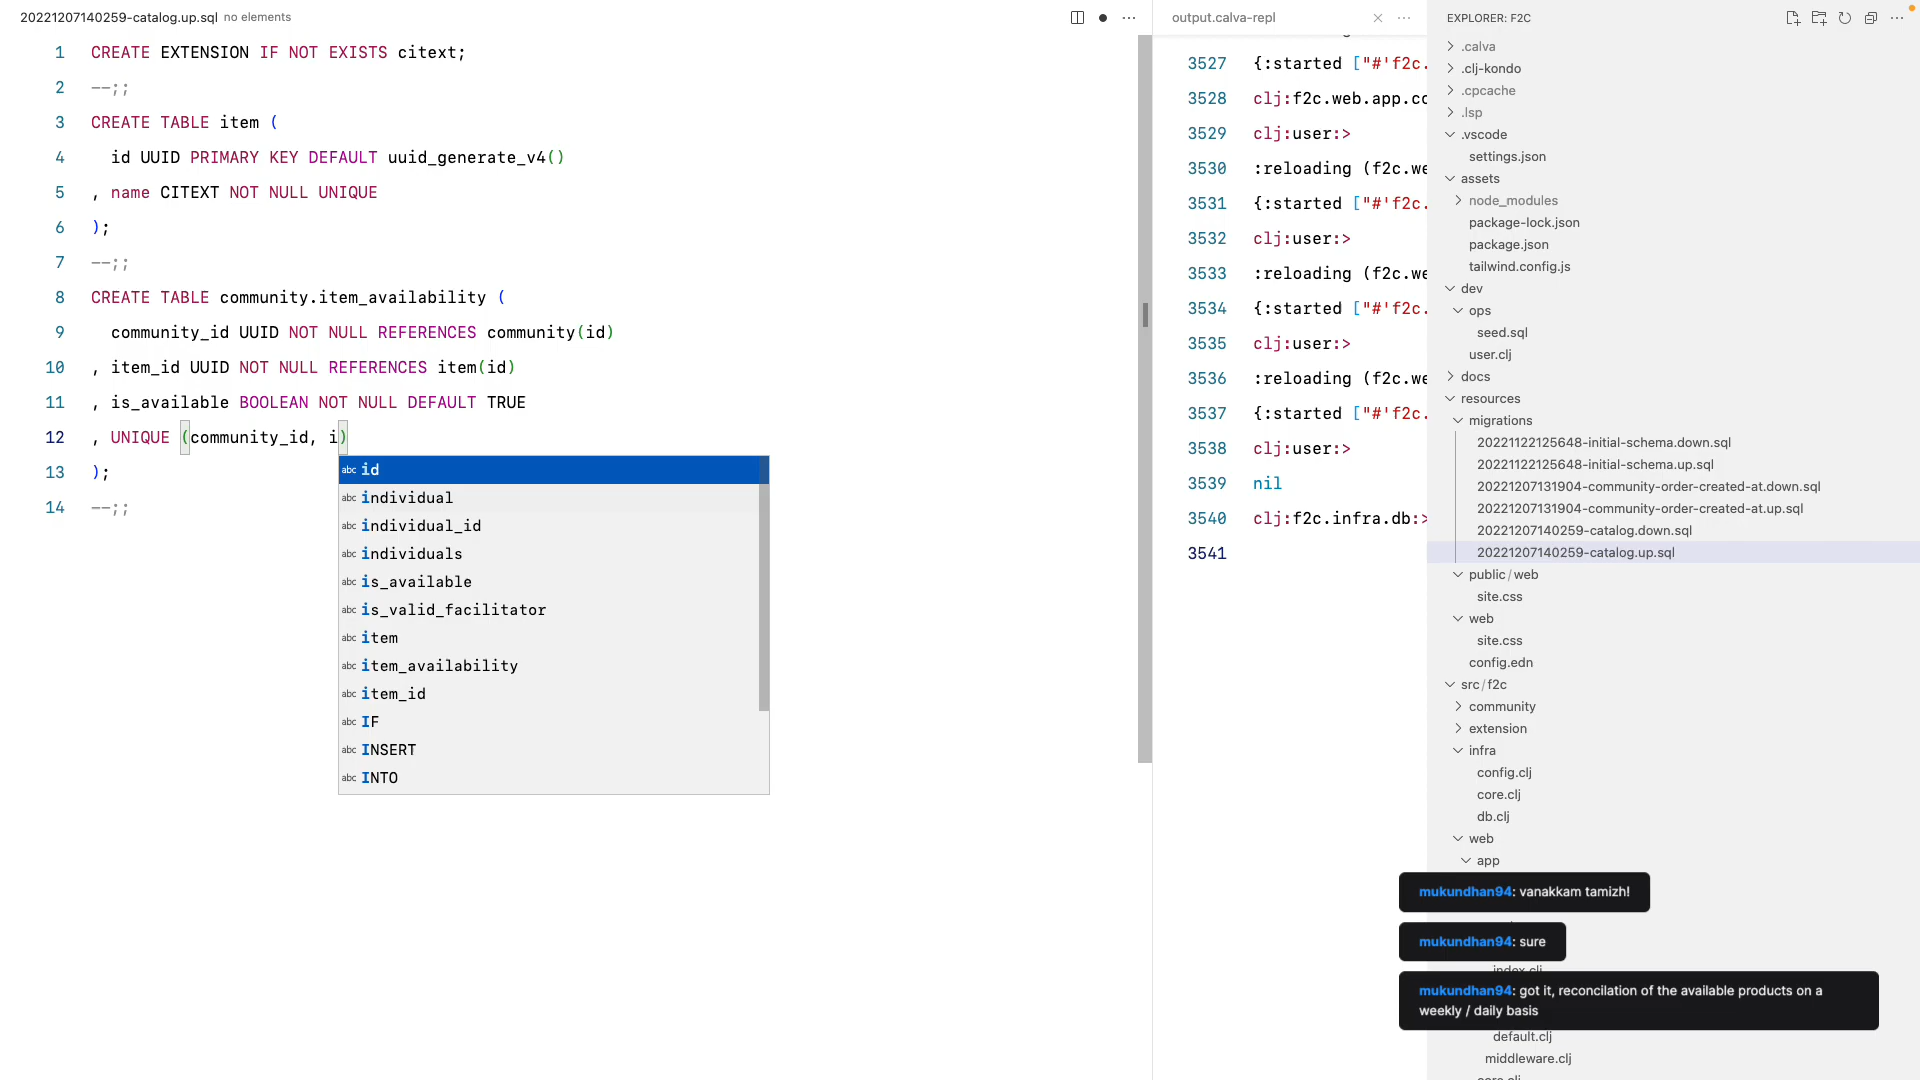 20221207140259-catalog.up.sql no elements
1 CREATE EXTENSION IF NOT EXISTS citext;
2 --;;
3 CREATE TABLE item (
4 id UUID PRIMARY KEY DEFAULT uuid_generate_v4()
5 , name CITEXT NOT NULL UNIQUE
6 );
7 --;;
8 CREATE TABLE community.item_availability (
9 community_id UUID NOT NULL REFERENCES community(id)
10 , item_id UUID NOT NULL REFERENCES item(id)
11 , is_available BOOLEAN NOT NULL DEFAULT TRUE
12 , UNIQUE (community_id, i)
13 );
14 --;;
abc id
abc individual
abc individual_id
abc individuals
abc is_available
abc is_valid_facilitator
abc item
abc item_availability
abc item_id
abc IF
abc INSERT
abc INTO
output.calva-repl
3527 {:started ["#'f2c.
3528 clj:f2c.web.app.co
3529 clj:user:>
3530 :reloading (f2c.we
3531 {:started ["#'f2c.
3532 clj:user:>
3533 :reloading (f2c.we
3534 {:started ["#'f2c.
3535 clj:user:>
3536 :reloading (f2c.we
3537 {:started ["#'f2c.
3538 clj:user:>
3539 nil
3540 clj:f2c.infra.db:>
3541
EXPLORER: F2C
.calva
.clj-kondo
.cpcache
.lsp
.vscode
settings.json
assets
node_modules
package-lock.json
package.json
tailwind.config.js
dev
ops
seed.sql
user.clj
docs
resources
migrations
20221122125648-initial-schema.down.sql
20221122125648-initial-schema.up.sql
20221207131904-community-order-created-at.down.sql
20221207131904-community-order-created-at.up.sql
20221207140259-catalog.down.sql
20221207140259-catalog.up.sql
public/web
site.css
web
site.css
config.edn
src/f2c
community
extension
infra
config.clj
core.clj
db.clj
web
app
mukundhan94: vanakkam tamizh!
mukundhan94: sure
index.clj
mukundhan94: got it, reconcilation of the available products on a
weekly / daily basis
default.clj
middleware.clj